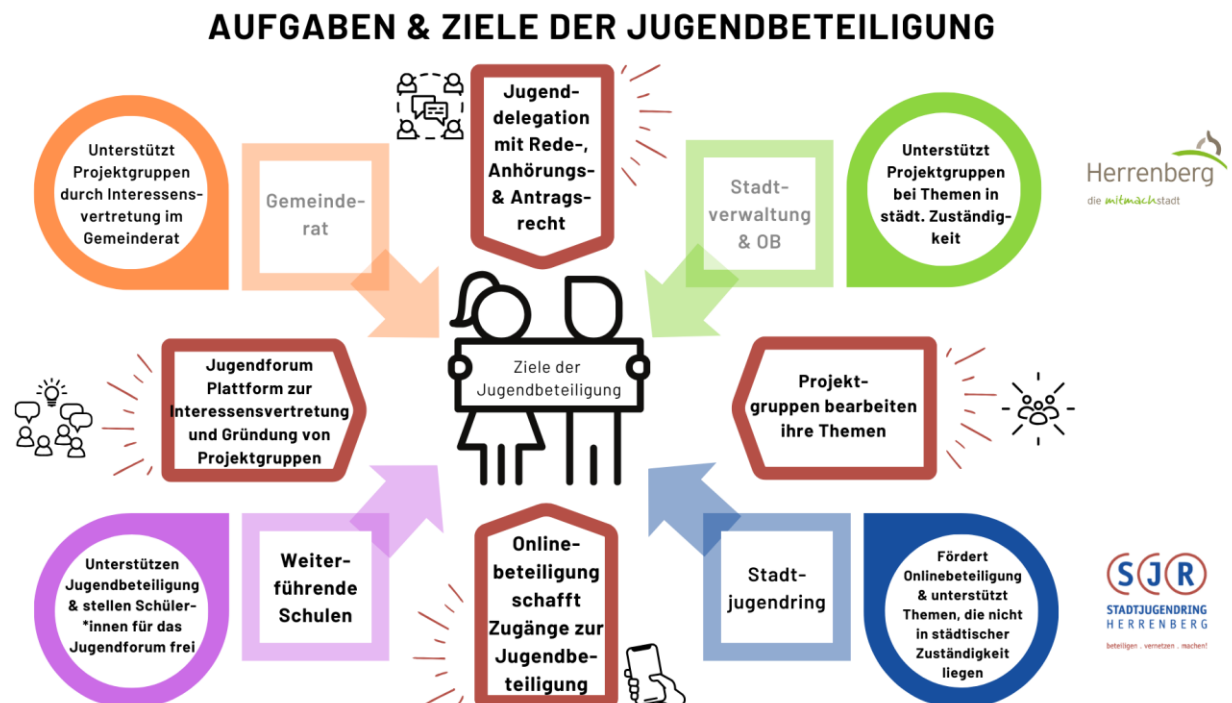 AUFGABEN & ZIELE DER JUGENDBETEILIGUNG
Unterstützt
Projektgruppen
durch Interessens-
vertretung im
Gemeinderat
Gemeinde-
rat
Jugend-
delegation
mit Rede-,
Anhörungs-
& Antrags-
recht
Stadt-
verwaltung
& OB
Unterstützt
Projektgruppen
bei Themen in
städt. Zuständig-
keit
Herrenberg
die mitmachstadt
Jugendforum
Plattform zur
Interessensvertretung
und Gründung von
Projektgruppen
Ziele der
Jugendbeteiligung
Projekt-
gruppen bearbeiten
ihre Themen
Unterstützen
Jugendbeteiligung
& stellen Schüler-
*innen für das
Jugendforum frei
Weiter-
führende
Schulen
Online-
beteiligung
schafft
Zugänge zur
Jugendbe-
teiligung
Stadt-
jugendring
Fördert
Onlinebeteiligung
& unterstützt
Themen, die nicht
in städtischer
Zuständigkeit
liegen
SJR
STADTJUGENDRING
HERRENBERG
beteiligen . vernetzen . machen!